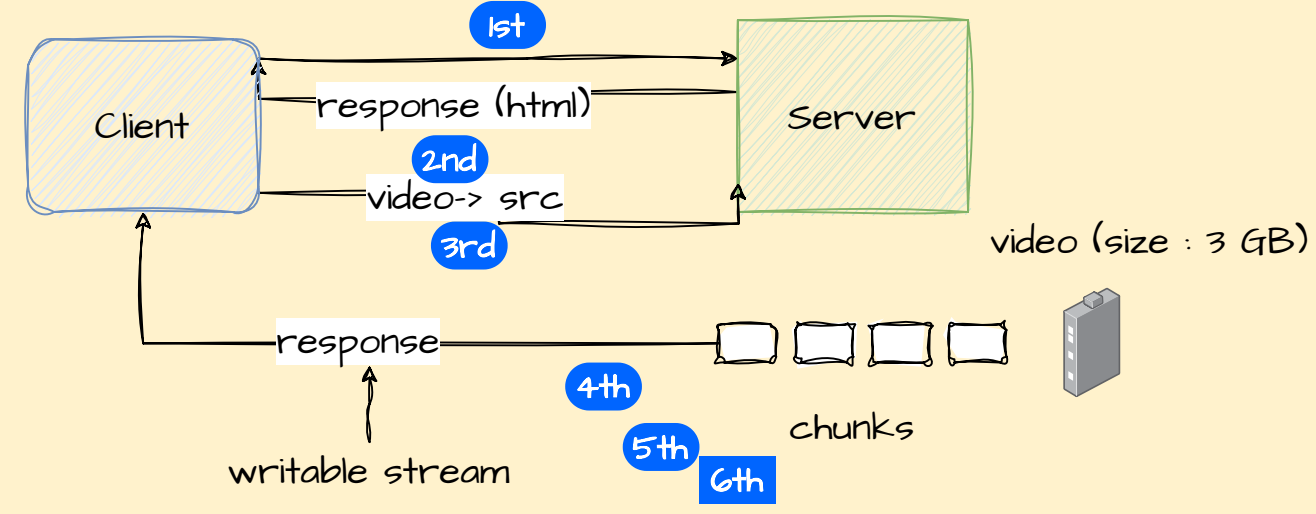 1st
Client
Server
response (html)
2nd
video-> src
3rd
video (size : 3 GB)
response
4th
chunks
5th
writable stream
6th